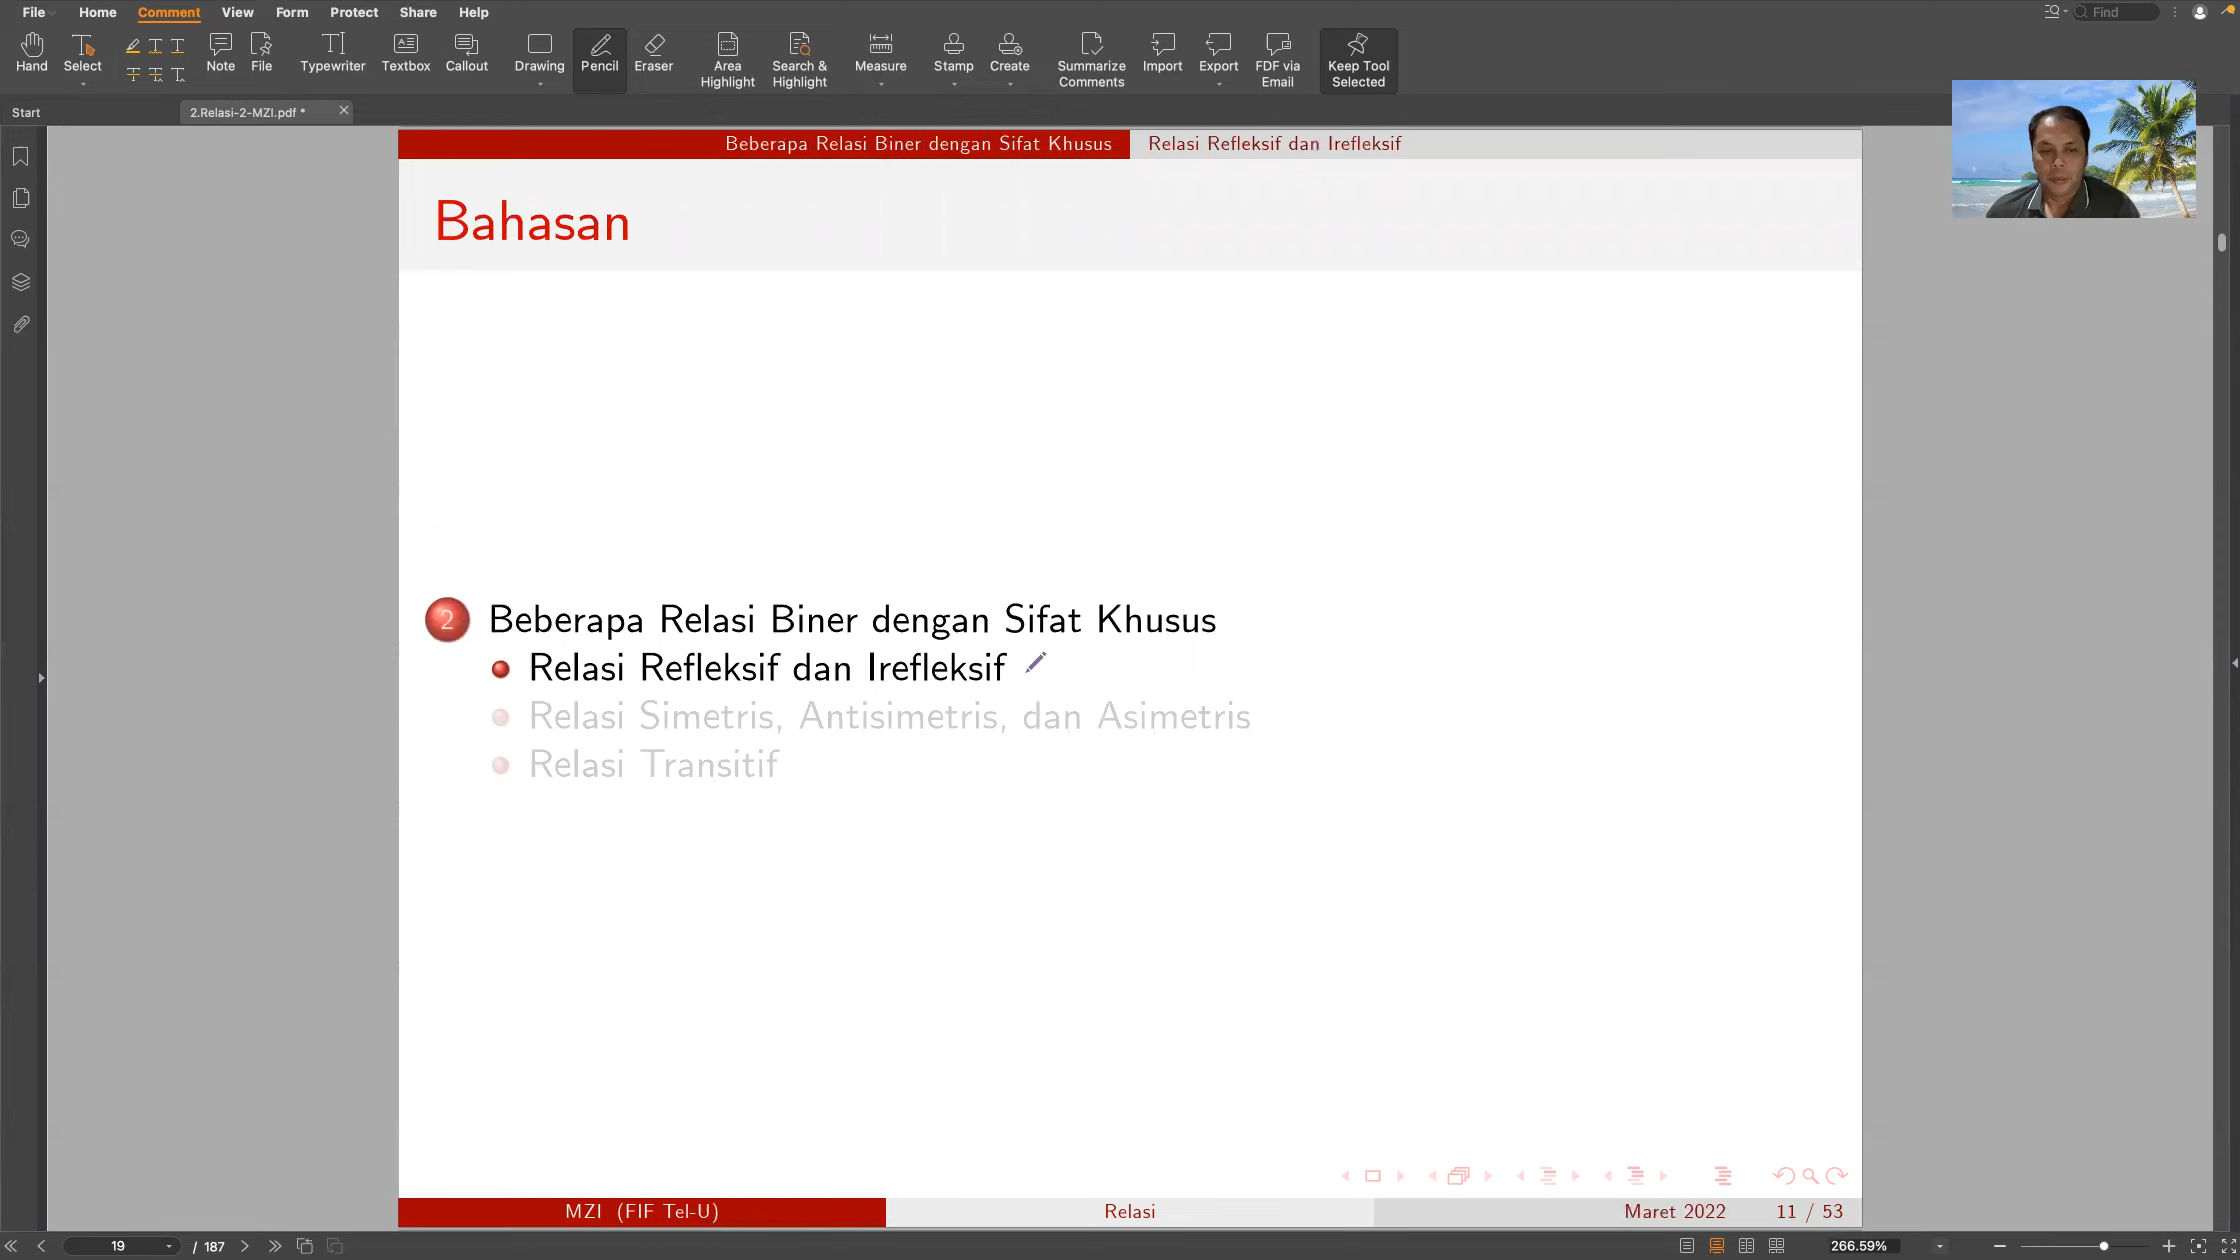 File Home Comment View Form Protect Share Help
Find
Hand Select Note File Typewriter Textbox Callout Drawing Pencil Eraser Area Highlight Search & Highlight Measure Stamp Create Summarize Comments Import Export FDF via Email Keep Tool Selected
Start 2.Relasi-2-MZI.pdf *
Beberapa Relasi Biner dengan Sifat Khusus Relasi Refleksif dan Irefleksif
Bahasan
2 Beberapa Relasi Biner dengan Sifat Khusus
Relasi Refleksif dan Irefleksif
Relasi Simetris, Antisimetris, dan Asimetris
Relasi Transitif
MZI (FIF Tel-U) Relasi Maret 2022 11 / 53
19 / 187 266.59%